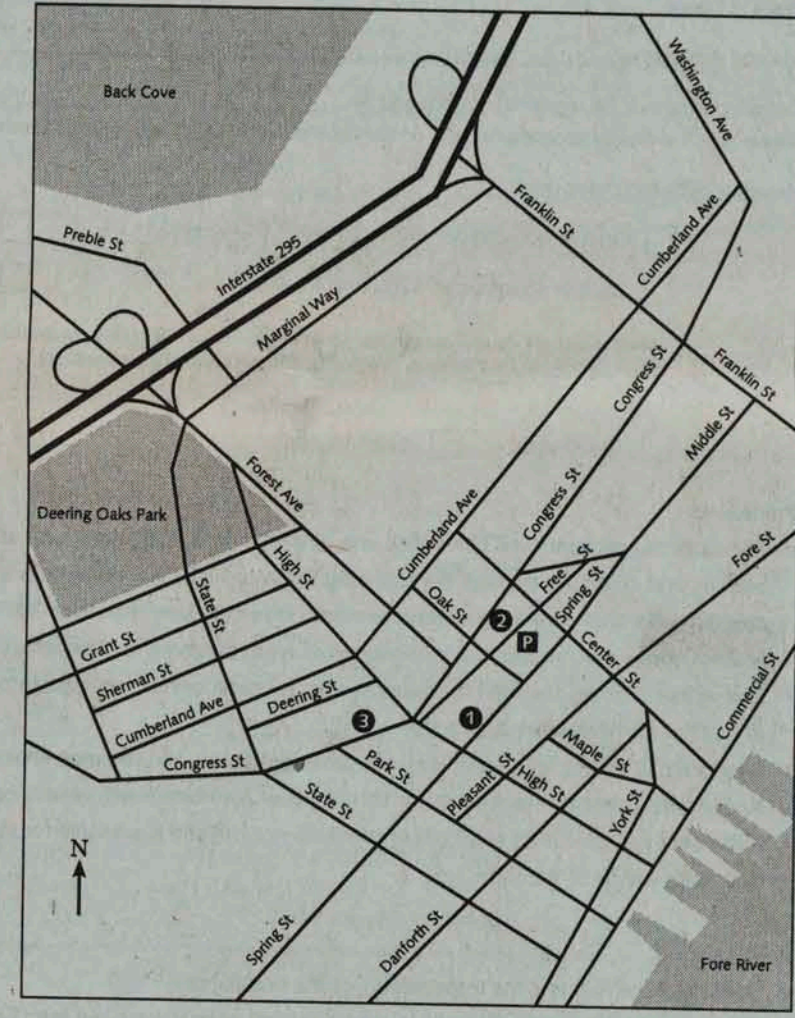 Back Cove
Washington Ave
Preble St
Interstate 295
Franklin St
Cumberland Ave
Marginal Way
Congress St
Franklin St
Middle St
Deering Oaks Park
Forest Ave
Cumberland Ave
Congress St
Free St
Fore St
High St
State St
Oak St
2
Spring St
P
Grant St
Center St
Sherman St
Commercial St
Cumberland Ave
Deering St
3
1
Maple St
Congress St
Park St
Pleasant St
High St
State St
York St
N
Spring St
Danforth St
Fore River